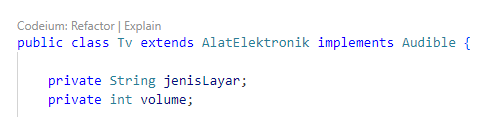 Codeium: Refactor | Explain
public class Tv extends AlatElektronik implements Audible {
private String jenisLayar;
private int volume;